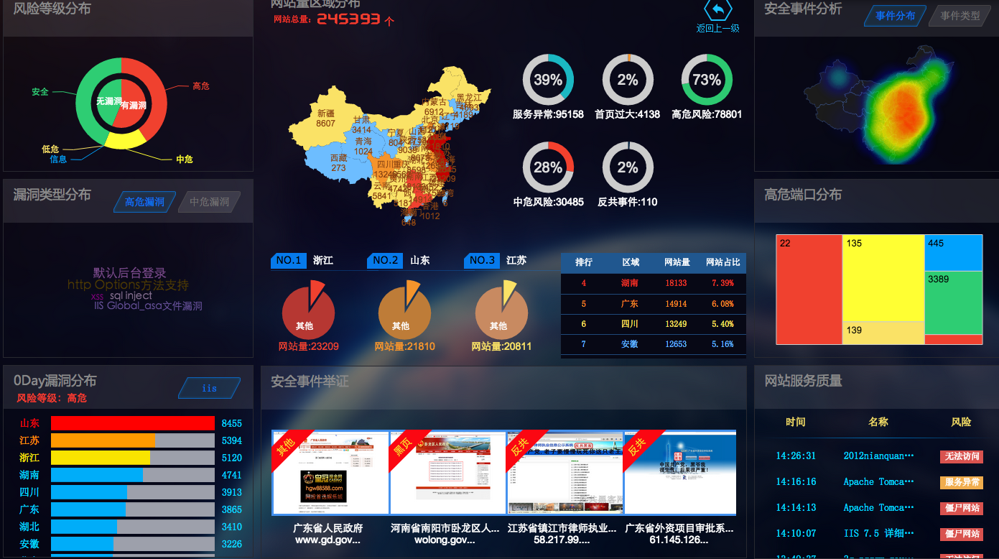 风险等级分布
安全
高危
无漏洞
有漏洞
低危
信息
中危
漏洞类型分布
高危漏洞
中危漏洞
默认后台登录
http Options方法支持
xss
sql inject
IIS Global_asa文件漏洞
0Day漏洞分布
风险等级：高危
iis
山东 8455
江苏 5394
浙江 5120
湖南 4741
四川 3913
广东 3865
湖北 3410
安徽 3226
网站量区域分布
网站总量: 245393 个
返回上一级
新疆
8607
甘肃
3414
青海
1024
西藏
273
内蒙古
6912
黑龙江
北京
宁夏
804
山西
四川
重庆
云南
5841
香港
1012
648
39%
服务异常:95158
2%
首页过大:4138
73%
高危风险:78801
28%
中危风险:30485
2%
反共事件:110
NO.1 浙江
NO.2 山东
NO.3 江苏
其他
其他
其他
网站量:23209
网站量:21810
网站量:20811
排行 区域 网站量 网站占比
4 湖南 18133 7.39%
5 广东 14914 6.08%
6 四川 13249 5.40%
7 安徽 12653 5.16%
安全事件举证
其他
黑页
反共
反共
hgw88588.com
广东省人民政府
www.gd.gov...
河南省南阳市卧龙区人...
wolong.gov...
江苏省镇江市律师执业...
58.217.99....
广东省外资项目审批系...
61.145.126...
安全事件分析
事件分布
事件类型
高危端口分布
22
135
445
3389
139
网站服务质量
时间 名称 风险
14:26:31 2012nianquan… 无法访问
14:16:16 Apache Tomca… 服务异常
14:14:13 Apache Tomca… 僵尸网站
14:10:07 IIS 7.5 详细… 僵尸网站